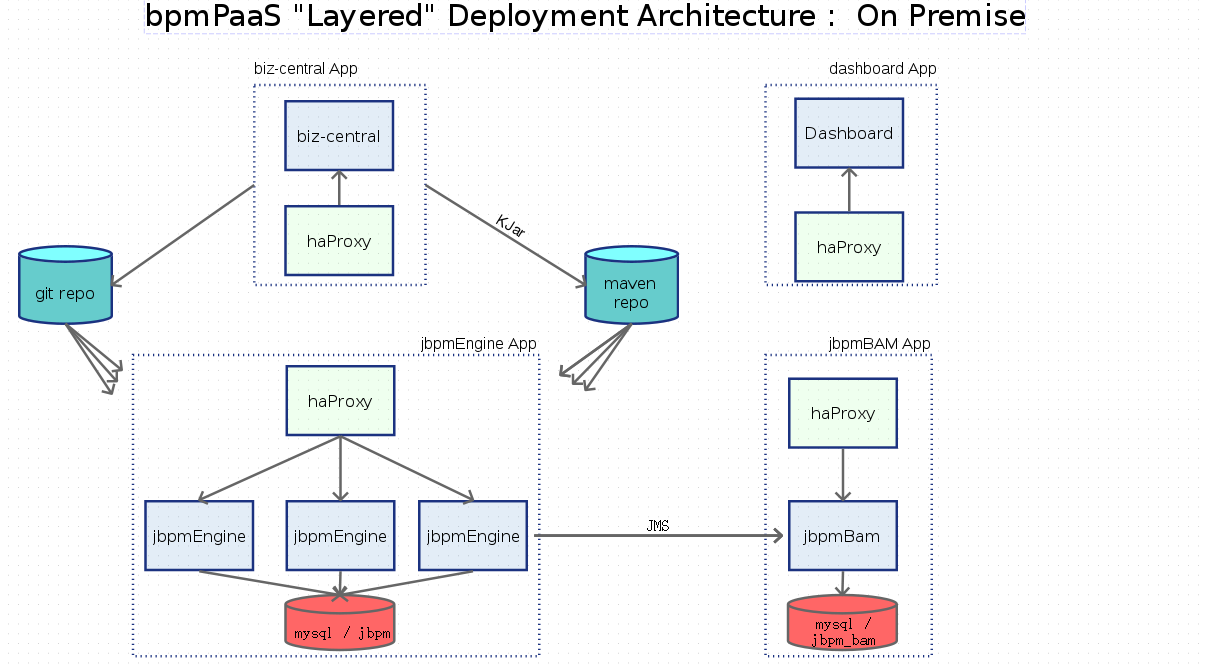 bpmPaaS "Layered" Deployment Architecture :  On Premise
biz-central App
dashboard App
biz-central
Dashboard
haProxy
KJar
haProxy
git repo
maven
repo
jbpmEngine App
jbpmBAM App
haProxy
haProxy
jbpmEngine
jbpmEngine
jbpmEngine
JMS
jbpmBam
mysql / jbpm
mysql /
jbpm_bam